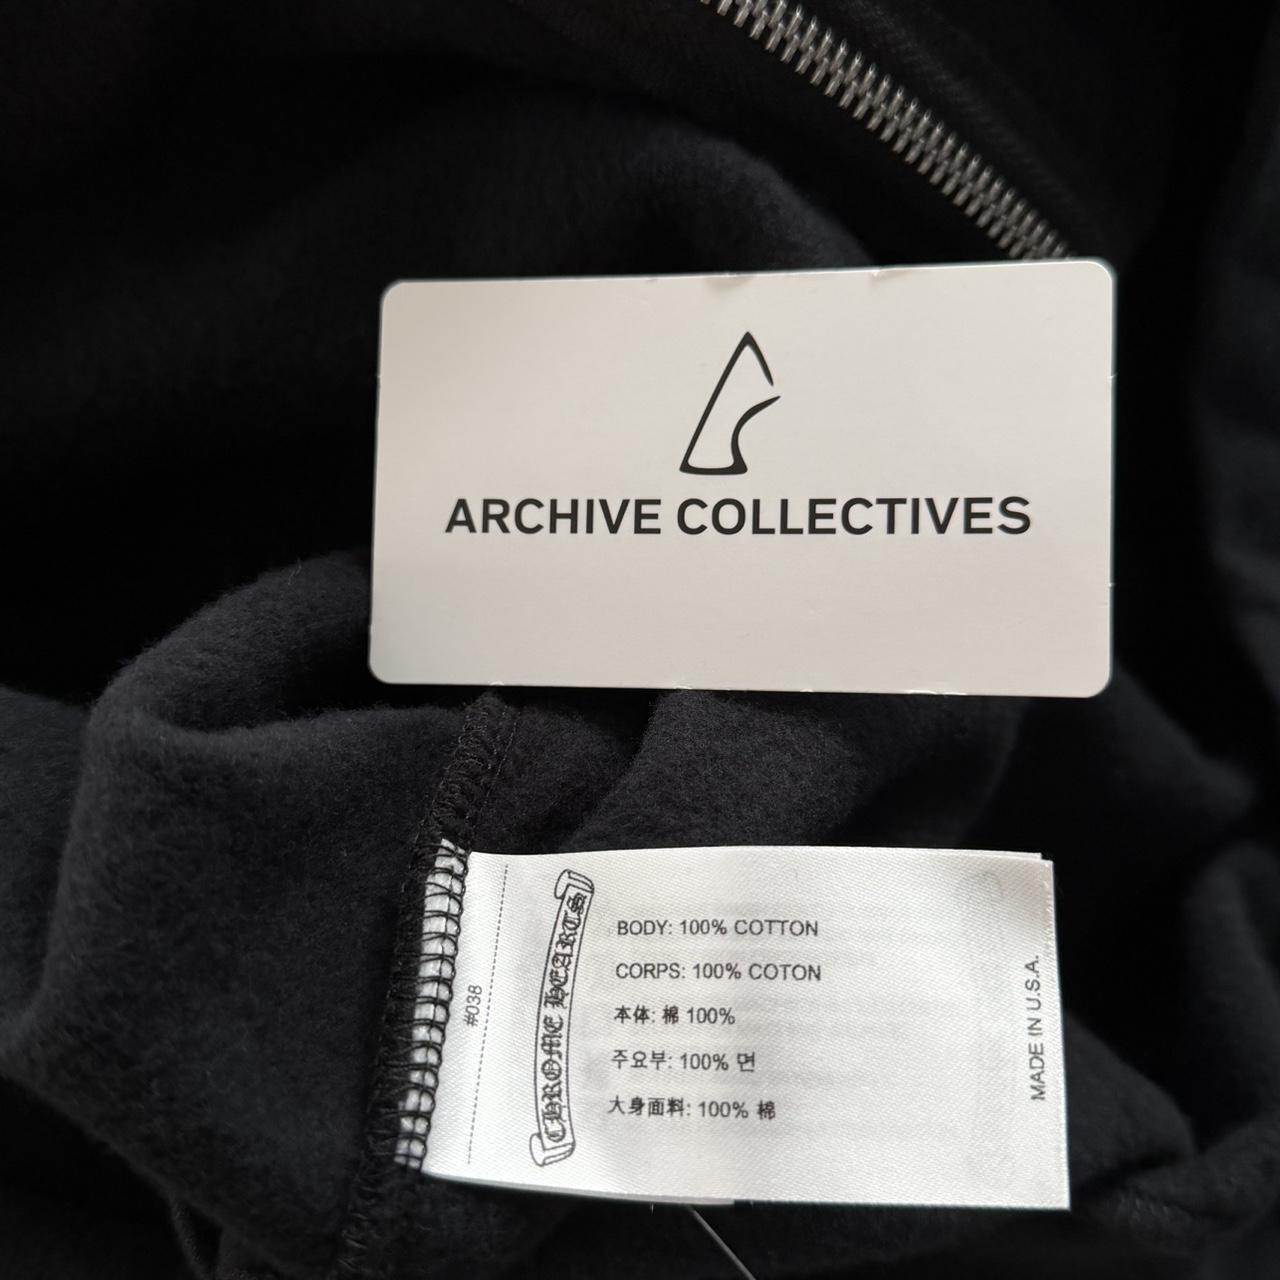 ARCHIVE COLLECTIVES
#038
CHROME HEARTS
BODY: 100% COTTON
CORPS: 100% COTON
本体: 棉 100%
주요부: 100% 면
大身面料: 100% 棉
MADE IN U.S.A.